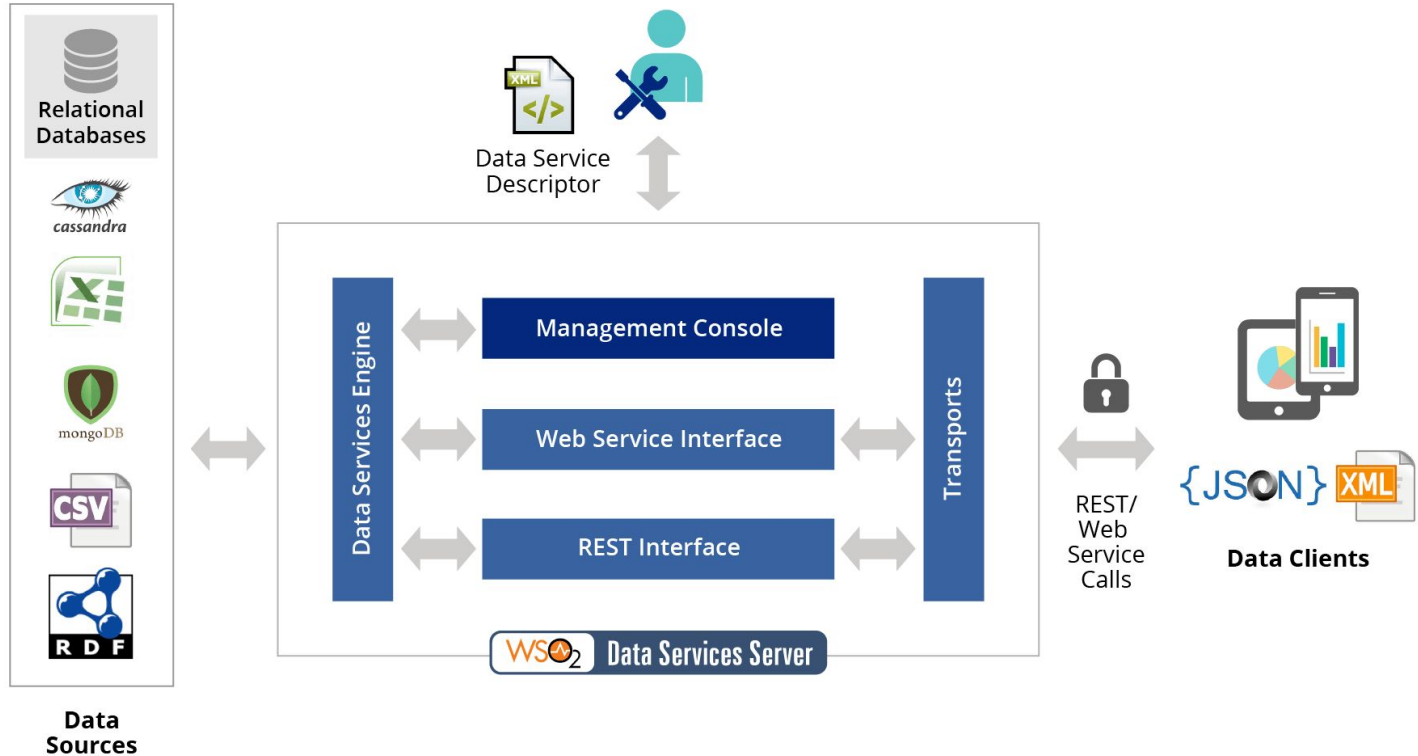 Relational
Databases
cassandra
X
mongoDB
CSV
RDF
Data
Sources
XML
</>
Data Service
Descriptor
Data Services Engine
Management Console
Web Service Interface
REST Interface
Transports
WSO2 Data Services Server
REST/
Web
Service
Calls
{JSON}
XML
Data Clients